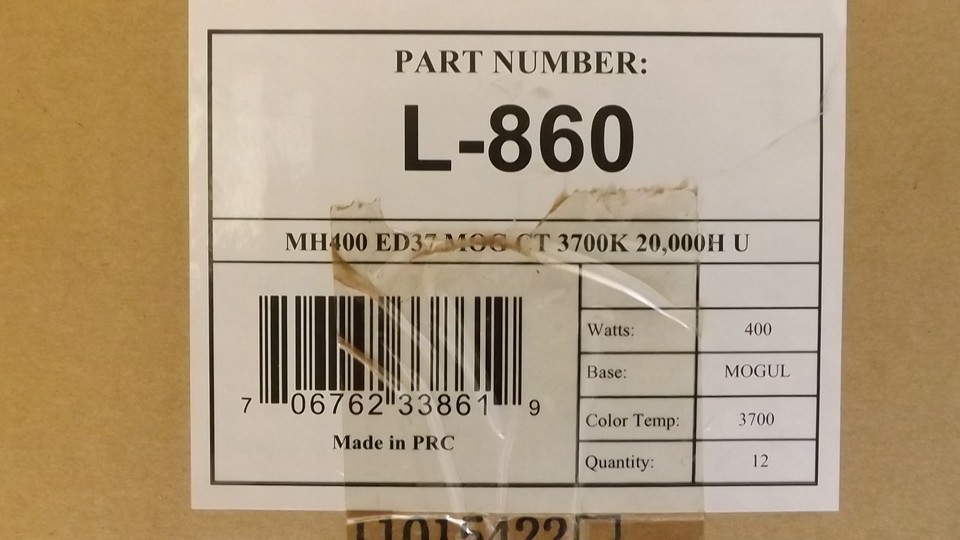 PART NUMBER:
L-860
MH400 ED37 MOG CT 3700K 20,000H U
Watts: 400
Base: MOGUL
Color Temp: 3700
Quantity: 12
7 06762 33861 9
Made in PRC